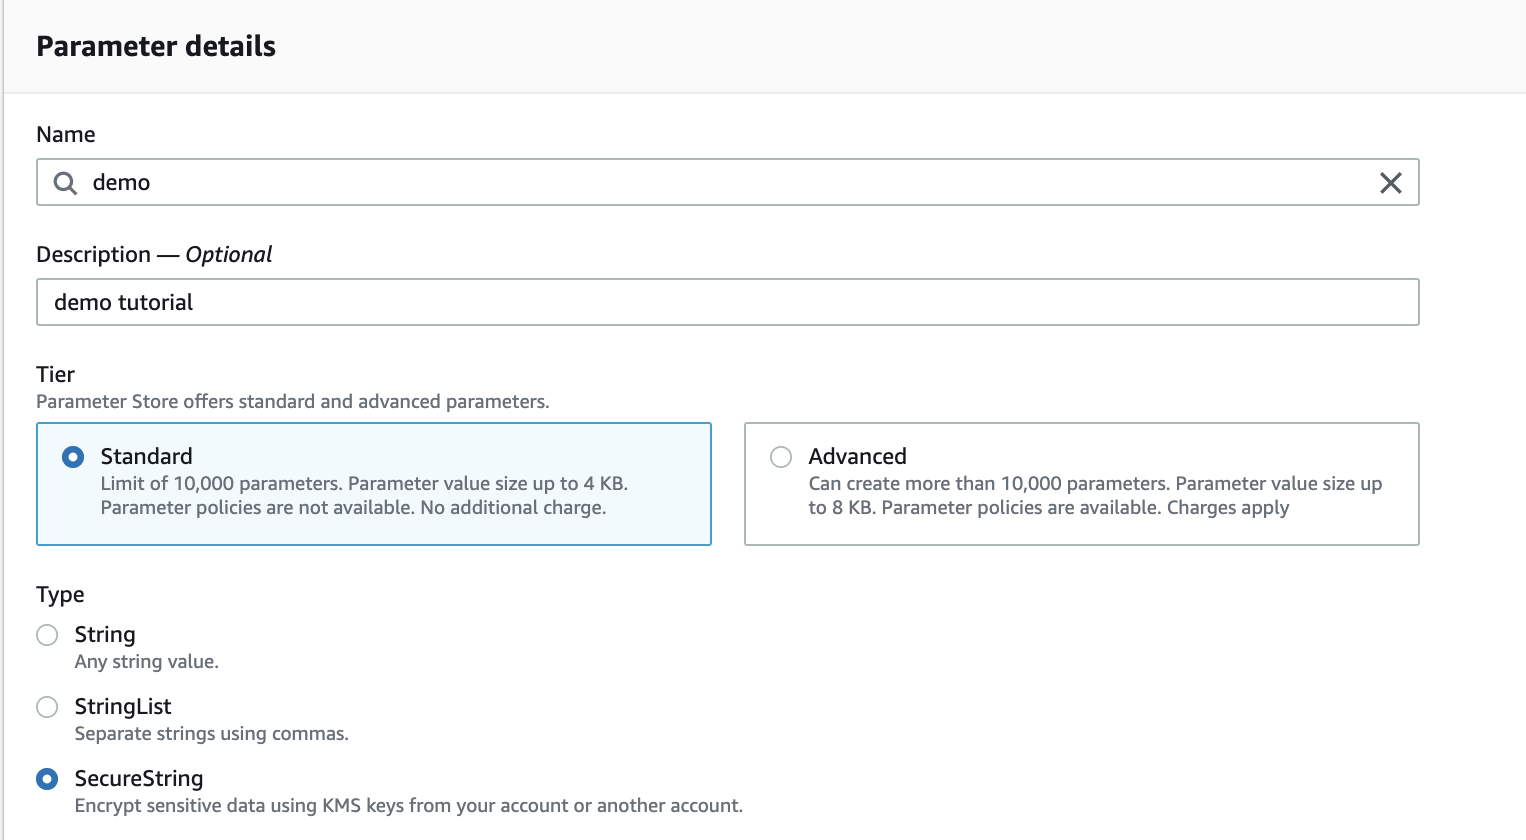 Parameter details
Name
demo
Description — Optional
demo tutorial
Tier
Parameter Store offers standard and advanced parameters.
Standard
Limit of 10,000 parameters. Parameter value size up to 4 KB.
Parameter policies are not available. No additional charge.
Advanced
Can create more than 10,000 parameters. Parameter value size up
to 8 KB. Parameter policies are available. Charges apply
Type
String
Any string value.
StringList
Separate strings using commas.
SecureString
Encrypt sensitive data using KMS keys from your account or another account.